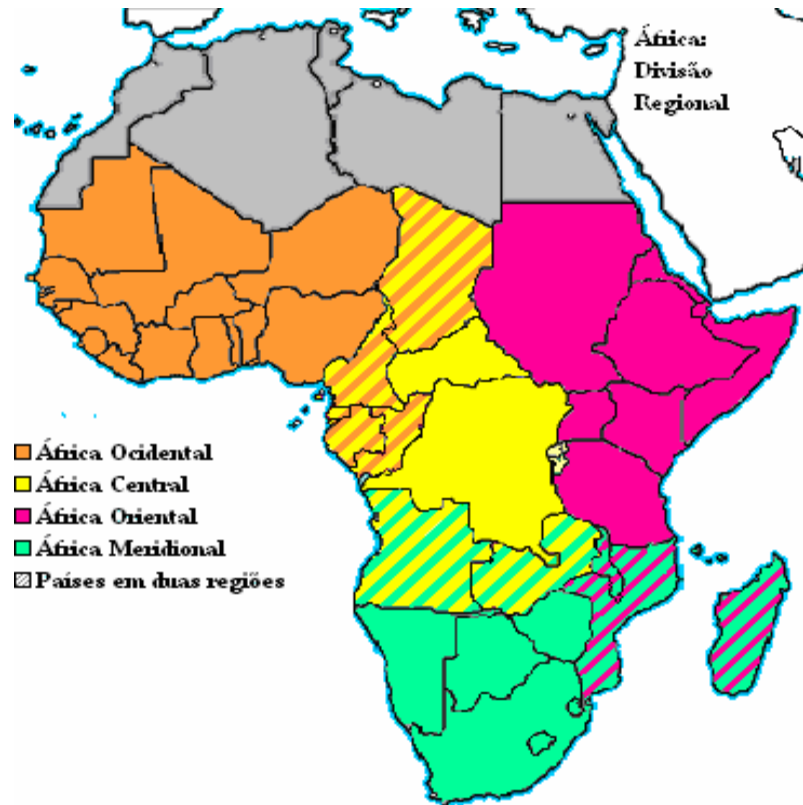 África:
Divisão
Regional
África Ocidental
África Central
África Oriental
África Meridional
Países em duas regiões